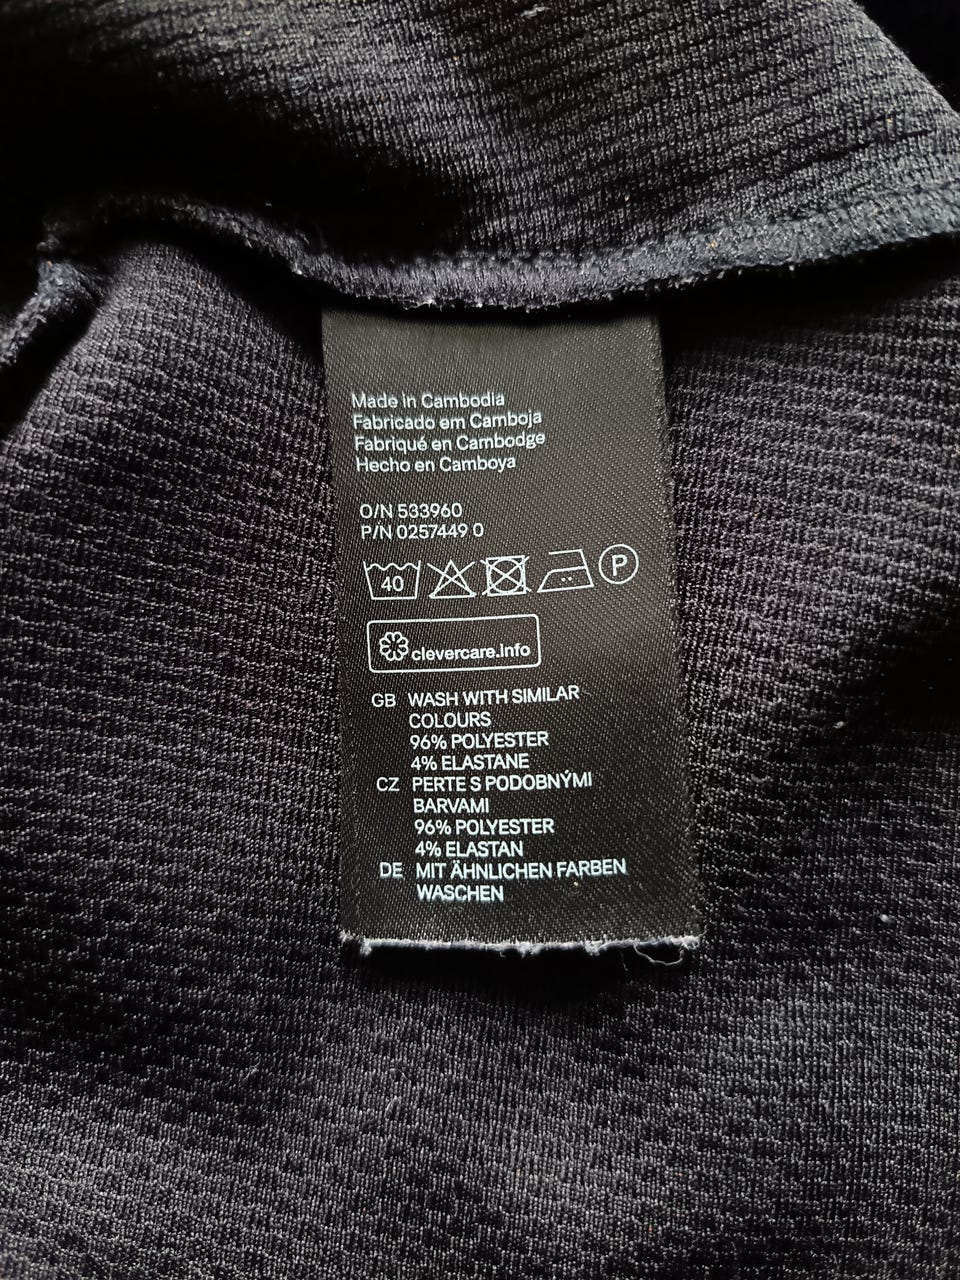 Made in Cambodia
Fabricado em Camboja
Fabriqué en Cambodge
Hecho en Camboya
O/N 533960
P/N 0257449 0
40 P
clevercare.info
GB WASH WITH SIMILAR
COLOURS
96% POLYESTER
4% ELASTANE
CZ PERTE S PODOBNÝMI
BARVAMI
96% POLYESTER
4% ELASTAN
DE MIT ÄHNLICHEN FARBEN
WASCHEN